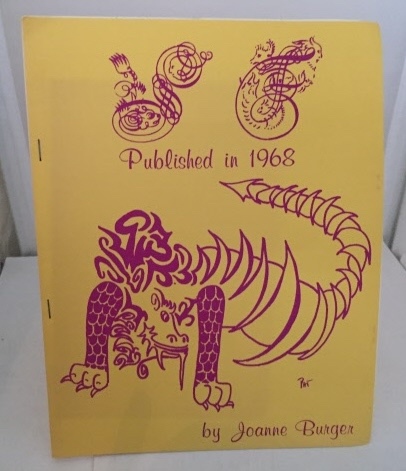 SF
Published in 1968
by Joanne Burger